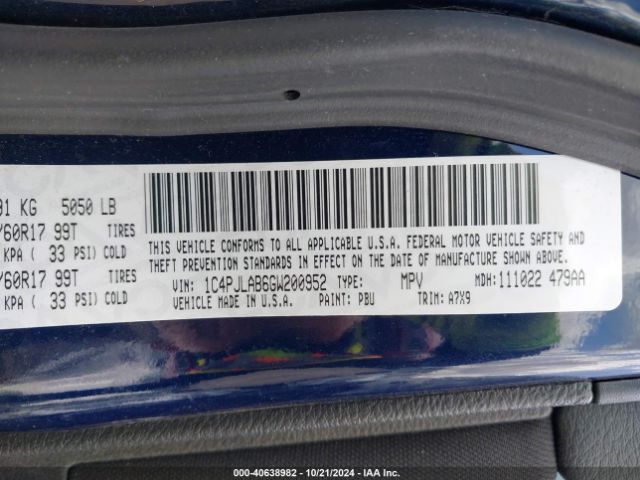 91 KG 5050 LB
/60R17 99T TIRES
KPA ( 33 PSI) COLD
/60R17 99T TIRES
KPA ( 33 PSI) COLD
THIS VEHICLE CONFORMS TO ALL APPLICABLE U.S.A. FEDERAL MOTOR VEHICLE SAFETY AND
THEFT PREVENTION STANDARDS IN EFFECT ON THE DATE OF MANUFACTURE SHOWN ABOVE.
VIN: 1C4PJLAB6GW200952 TYPE: MPV MDH: 111022 479AA
VEHICLE MADE IN U.S.A. PAINT: PBU TRIM: A7X9
OVER: 40638982 - 10/21/2024 - IAA Inc.